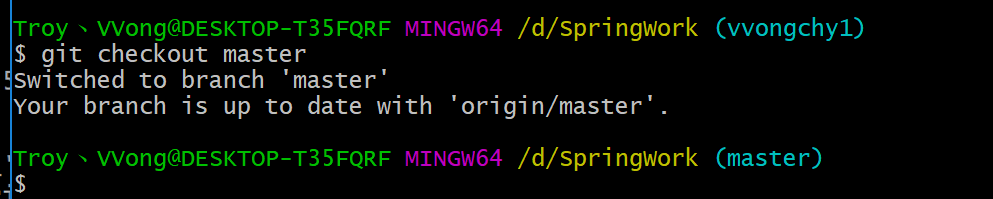 Troy丶VVong@DESKTOP-T35FQRF MINGW64 /d/SpringWork (vvongchy1)
$ git checkout master
Switched to branch 'master'
Your branch is up to date with 'origin/master'.
Troy丶VVong@DESKTOP-T35FQRF MINGW64 /d/SpringWork (master)
$